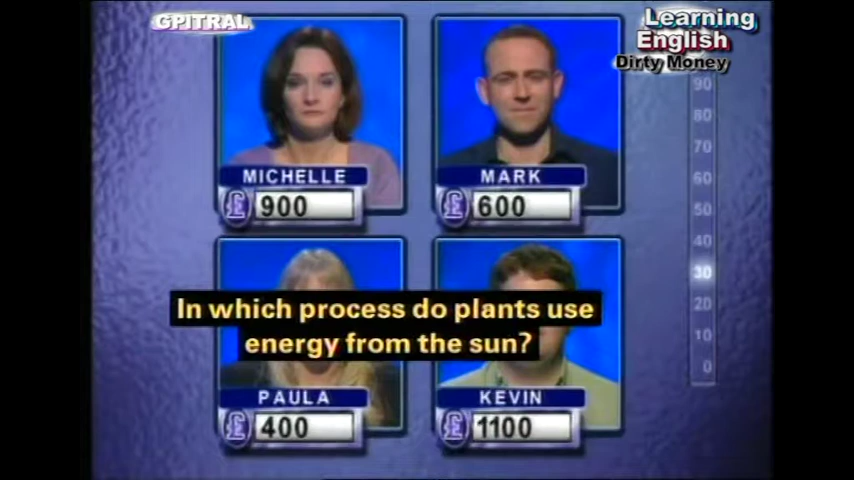 GPITRAL
Learning
English
Dirty Money
90
80
70
60
50
40
30
20
10
0
MICHELLE
£ 900
MARK
£ 600
In which process do plants use
energy from the sun?
PAULA
£ 400
KEVIN
£ 1100